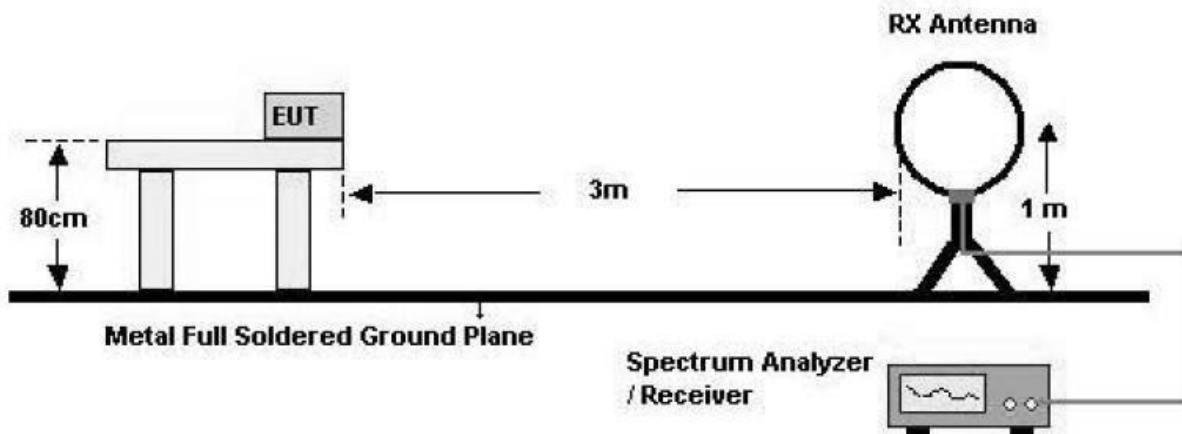 RX Antenna
EUT
80cm
3m
1 m
Metal Full Soldered Ground Plane
Spectrum Analyzer
/ Receiver